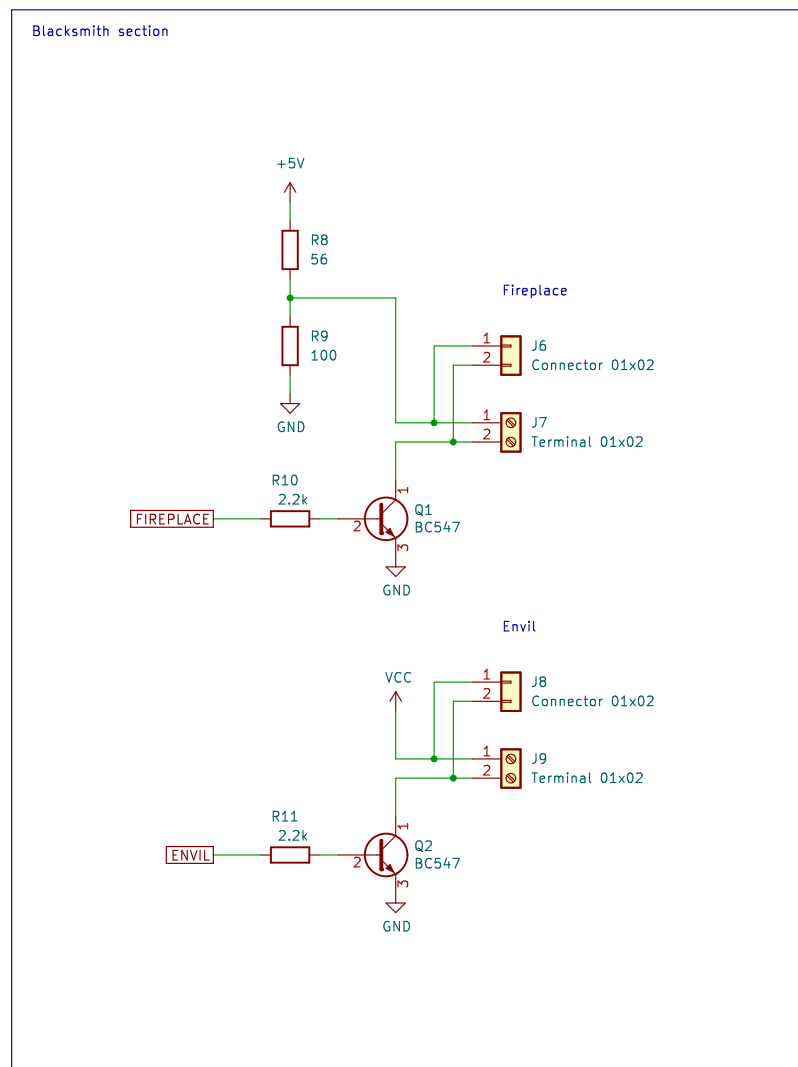 Blacksmith section
+5V
R8
56
Fireplace
R9
100
1
2
J6
Connector 01x02
GND
1
2
J7
Terminal 01x02
R10
2.2k
FIREPLACE
2
1
Q1
BC547
3
GND
Envil
VCC
1
2
J8
Connector 01x02
1
2
J9
Terminal 01x02
R11
2.2k
ENVIL
2
1
Q2
BC547
3
GND